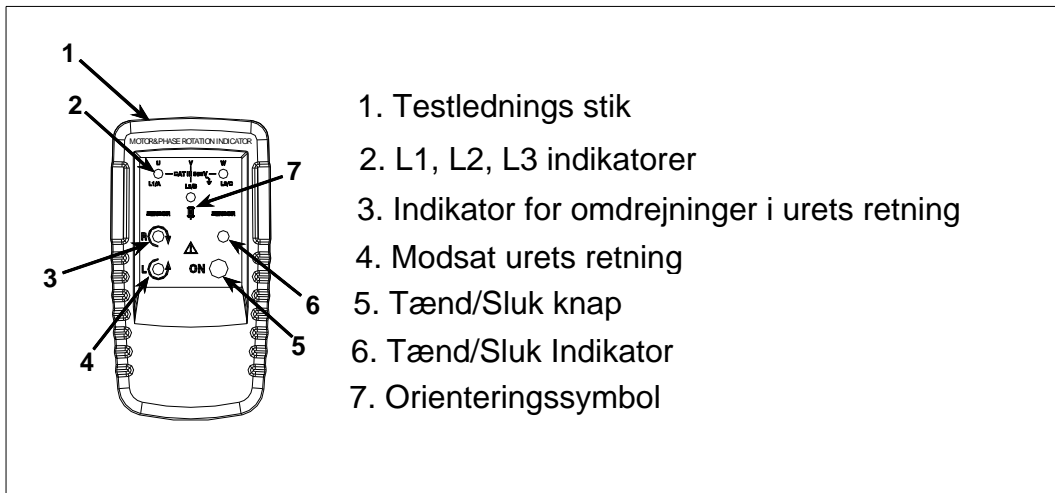 1
2
7
3
4
6
5
MOTOR&PHASE ROTATION INDICATOR
U V W
L1/A
R
L
ON
1. Testlednings stik
2. L1, L2, L3 indikatorer
3. Indikator for omdrejninger i urets retning
4. Modsat urets retning
5. Tænd/Sluk knap
6. Tænd/Sluk Indikator
7. Orienteringssymbol